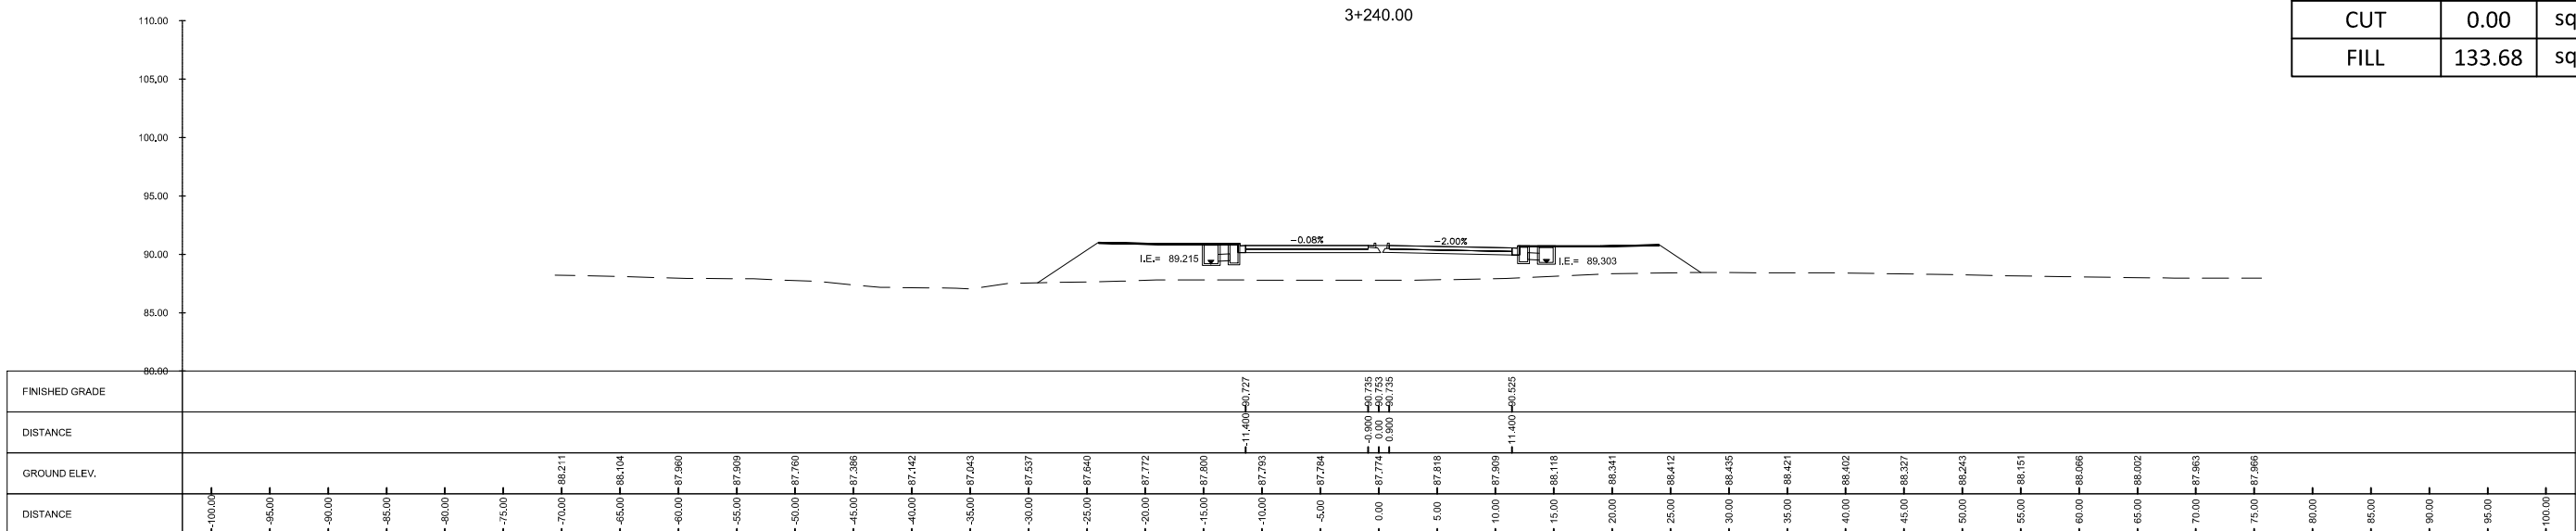 3+240.00
CUT 0.00 sq
FILL 133.68 sq
110.00
105.00
100.00
95.00
90.00
85.00
80.00
-0.08%
-2.00%
I.E.= 89.215
I.E.= 89.303
FINISHED GRADE 90.727 90.735 90.753 90.735 90.525
DISTANCE -11.400 -0.900 0.00 0.900 11.400
GROUND ELEV. 88.211 88.104 87.960 87.909 87.760 87.386 87.142 87.043 87.537 87.640 87.772 87.800 87.793 87.784 87.774 87.818 87.909 88.118 88.341 88.412 88.435 88.421 88.402 88.327 88.243 88.151 88.066 88.002 87.963 87.966
DISTANCE -100.00 -95.00 -90.00 -85.00 -80.00 -75.00 -70.00 -65.00 -60.00 -55.00 -50.00 -45.00 -40.00 -35.00 -30.00 -25.00 -20.00 -15.00 -10.00 -5.00 0.00 5.00 10.00 15.00 20.00 25.00 30.00 35.00 40.00 45.00 50.00 55.00 60.00 65.00 70.00 75.00 80.00 85.00 90.00 95.00 100.00